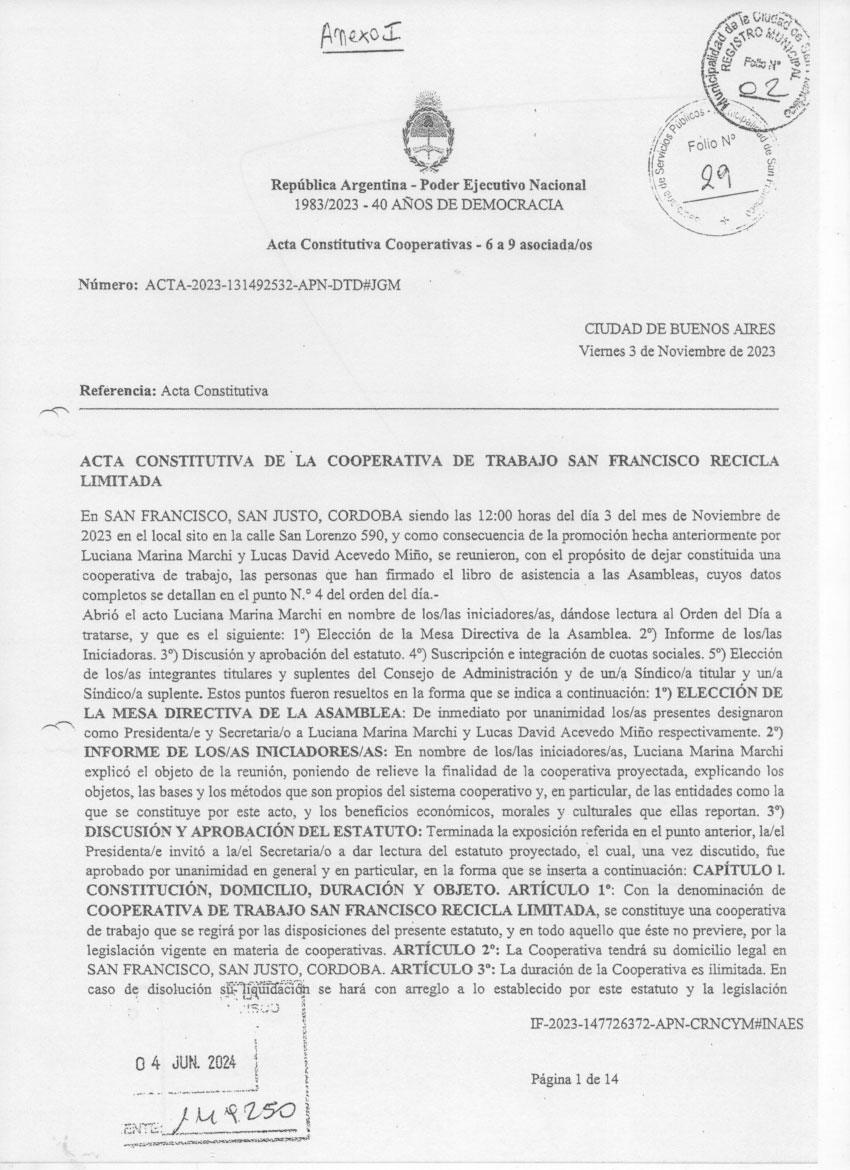 Anexo I
Municipalidad de la Ciudad de San Francisco
REGISTRO MUNICIPAL
Folio Nº
02
de Servicios Públicos - Municipalidad de San Francisco
Folio Nº
29
República Argentina - Poder Ejecutivo Nacional
1983/2023 - 40 AÑOS DE DEMOCRACIA
Acta Constitutiva Cooperativas - 6 a 9 asociada/os
Número: ACTA-2023-131492532-APN-DTD#JGM
CIUDAD DE BUENOS AIRES
Viernes 3 de Noviembre de 2023
Referencia: Acta Constitutiva
ACTA CONSTITUTIVA DE LA COOPERATIVA DE TRABAJO SAN FRANCISCO RECICLA
LIMITADA
En SAN FRANCISCO, SAN JUSTO, CORDOBA siendo las 12:00 horas del día 3 del mes de Noviembre de
2023 en el local sito en la calle San Lorenzo 590, y como consecuencia de la promoción hecha anteriormente por
Luciana Marina Marchi y Lucas David Acevedo Miño, se reunieron, con el propósito de dejar constituida una
cooperativa de trabajo, las personas que han firmado el libro de asistencia a las Asambleas, cuyos datos
completos se detallan en el punto N.° 4 del orden del día.-
Abrió el acto Luciana Marina Marchi en nombre de los/las iniciadores/as, dándose lectura al Orden del Día a
tratarse, y que es el siguiente: 1º) Elección de la Mesa Directiva de la Asamblea. 2º) Informe de los/las
Iniciadoras. 3º) Discusión y aprobación del estatuto. 4º) Suscripción e integración de cuotas sociales. 5º) Elección
de los/as integrantes titulares y suplentes del Consejo de Administración y de un/a Síndico/a titular y un/a
Síndico/a suplente. Estos puntos fueron resueltos en la forma que se indica a continuación: 1º) ELECCIÓN DE
LA MESA DIRECTIVA DE LA ASAMBLEA: De inmediato por unanimidad los/as presentes designaron
como Presidenta/e y Secretaria/o a Luciana Marina Marchi y Lucas David Acevedo Miño respectivamente. 2º)
INFORME DE LOS/AS INICIADORES/AS: En nombre de los/las iniciadores/as, Luciana Marina Marchi
explicó el objeto de la reunión, poniendo de relieve la finalidad de la cooperativa proyectada, explicando los
objetos, las bases y los métodos que son propios del sistema cooperativo y, en particular, de las entidades como la
que se constituye por este acto, y los beneficios económicos, morales y culturales que ellas reportan. 3º)
DISCUSIÓN Y APROBACIÓN DEL ESTATUTO: Terminada la exposición referida en el punto anterior, la/el
Presidenta/e invitó a la/el Secretaria/o a dar lectura del estatuto proyectado, el cual, una vez discutido, fue
aprobado por unanimidad en general y en particular, en la forma que se inserta a continuación: CAPÍTULO I.
CONSTITUCIÓN, DOMICILIO, DURACIÓN Y OBJETO. ARTÍCULO 1º: Con la denominación de
COOPERATIVA DE TRABAJO SAN FRANCISCO RECICLA LIMITADA, se constituye una cooperativa
de trabajo que se regirá por las disposiciones del presente estatuto, y en todo aquello que éste no previere, por la
legislación vigente en materia de cooperativas. ARTÍCULO 2º: La Cooperativa tendrá su domicilio legal en
SAN FRANCISCO, SAN JUSTO, CORDOBA. ARTÍCULO 3º: La duración de la Cooperativa es ilimitada. En
caso de disolución su liquidación se hará con arreglo a lo establecido por este estatuto y la legislación
IF-2023-147726372-APN-CRNCYM#INAES
04 JUN. 2024
Página 1 de 14
ENTE: